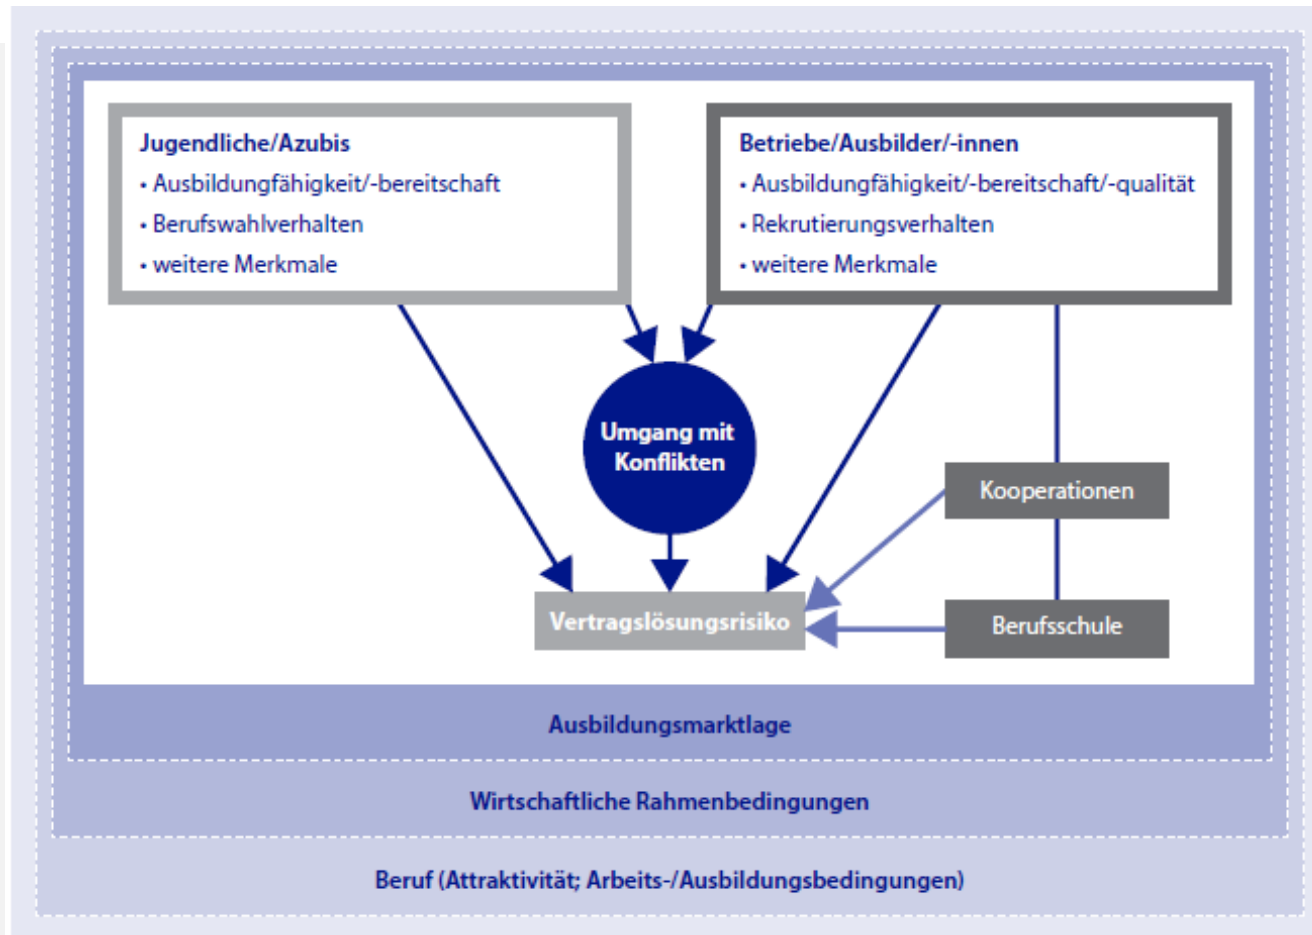 Jugendliche/Azubis
• Ausbildungfähigkeit/-bereitschaft
• Berufswahlverhalten
• weitere Merkmale
Betriebe/Ausbilder/-innen
• Ausbildungfähigkeit/-bereitschaft/-qualität
• Rekrutierungsverhalten
• weitere Merkmale
Umgang mit
Konflikten
Kooperationen
Vertragslösungsrisiko
Berufsschule
Ausbildungsmarktlage
Wirtschaftliche Rahmenbedingungen
Beruf (Attraktivität; Arbeits-/Ausbildungsbedingungen)